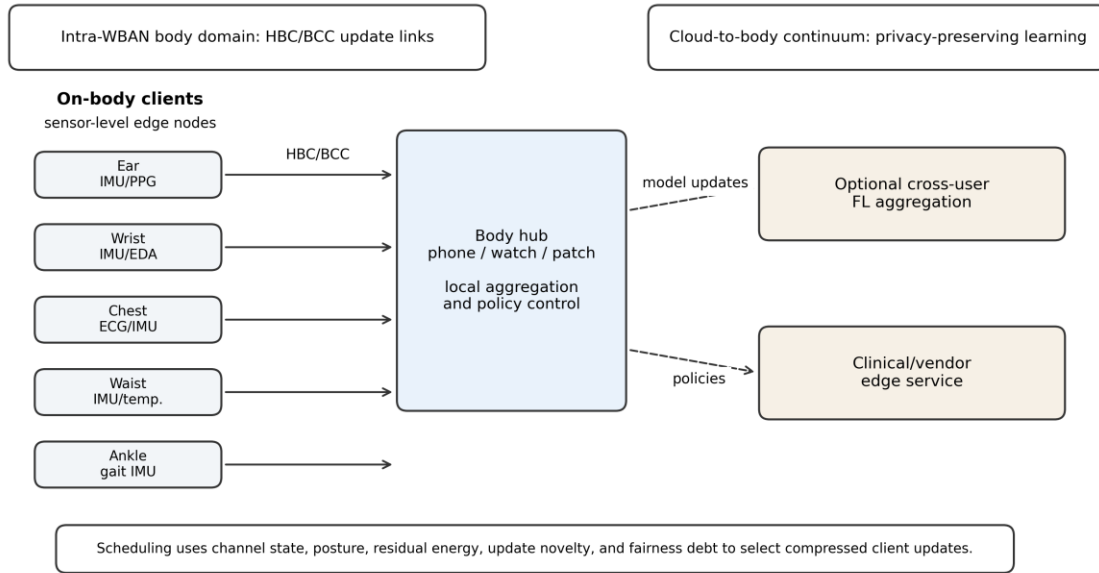 Intra-WBAN body domain: HBC/BCC update links
Cloud-to-body continuum: privacy-preserving learning
On-body clients
sensor-level edge nodes
Ear
IMU/PPG
HBC/BCC
Wrist
IMU/EDA
Chest
ECG/IMU
Waist
IMU/temp.
Ankle
gait IMU
Body hub
phone / watch / patch
local aggregation
and policy control
model updates
policies
Optional cross-user
FL aggregation
Clinical/vendor
edge service
Scheduling uses channel state, posture, residual energy, update novelty, and fairness debt to select compressed client updates.